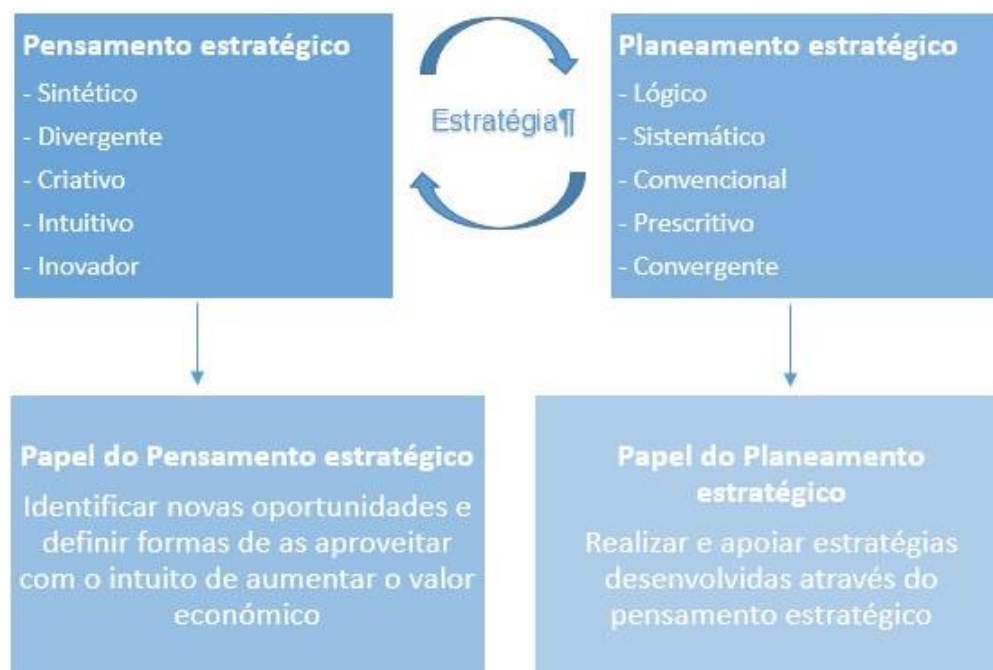 Pensamento estratégico
- Sintético
- Divergente
- Criativo
- Intuitivo
- Inovador
Estratégia¶
Planeamento estratégico
- Lógico
- Sistemático
- Convencional
- Prescritivo
- Convergente
Papel do Pensamento estratégico
Identificar novas oportunidades e
definir formas de as aproveitar
com o intuito de aumentar o valor
económico
Papel do Planeamento
estratégico
Realizar e apoiar estratégias
desenvolvidas através do
pensamento estratégico